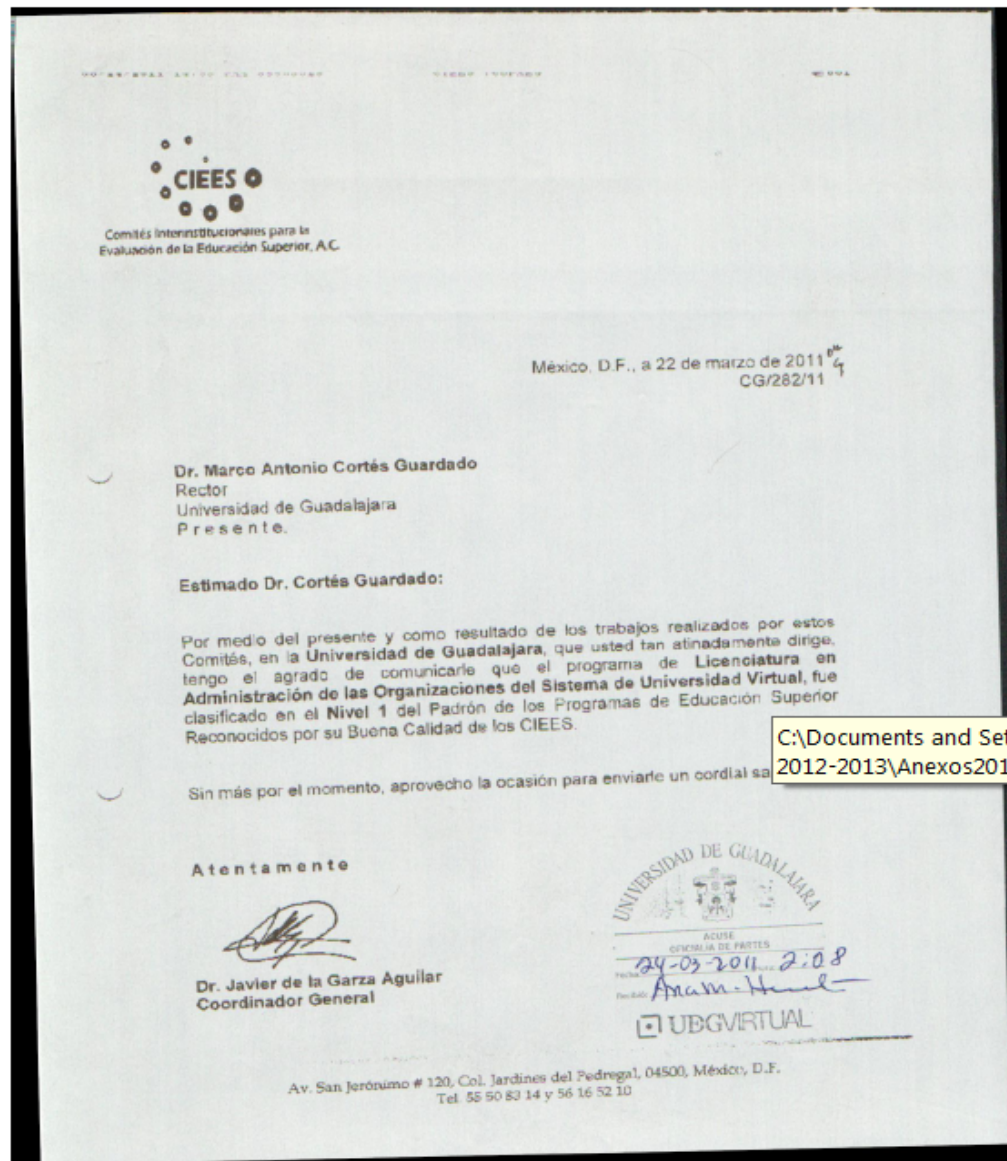 CIEES
Comités Interinstitucionales para la
Evaluación de la Educación Superior, A.C.
México, D.F., a 22 de marzo de 2011
CG/282/11
Dr. Marco Antonio Cortés Guardado
Rector
Universidad de Guadalajara
P r e s e n t e.
Estimado Dr. Cortés Guardado:
Por medio del presente y como resultado de los trabajos realizados por estos
Comités, en la Universidad de Guadalajara, que usted tan atinadamente dirige,
tengo el agrado de comunicarle que el programa de Licenciatura en
Administración de las Organizaciones del Sistema de Universidad Virtual, fue
clasificado en el Nivel 1 del Padrón de los Programas de Educación Superior
Reconocidos por su Buena Calidad de los CIEES.
C:\Documents and Set
2012-2013\Anexos201
Sin más por el momento, aprovecho la ocasión para enviarle un cordial sa
A t e n t a m e n t e
UNIVERSIDAD DE GUADALAJARA
ACUSE
OFICIALIA DE PARTES
24-03-2011 2:08
Dr. Javier de la Garza Aguilar
Coordinador General
UDGVIRTUAL
Av. San Jerónimo # 120, Col. Jardines del Pedregal, 04500, México, D.F.
Tel. 55 50 83 14 y 56 16 52 10